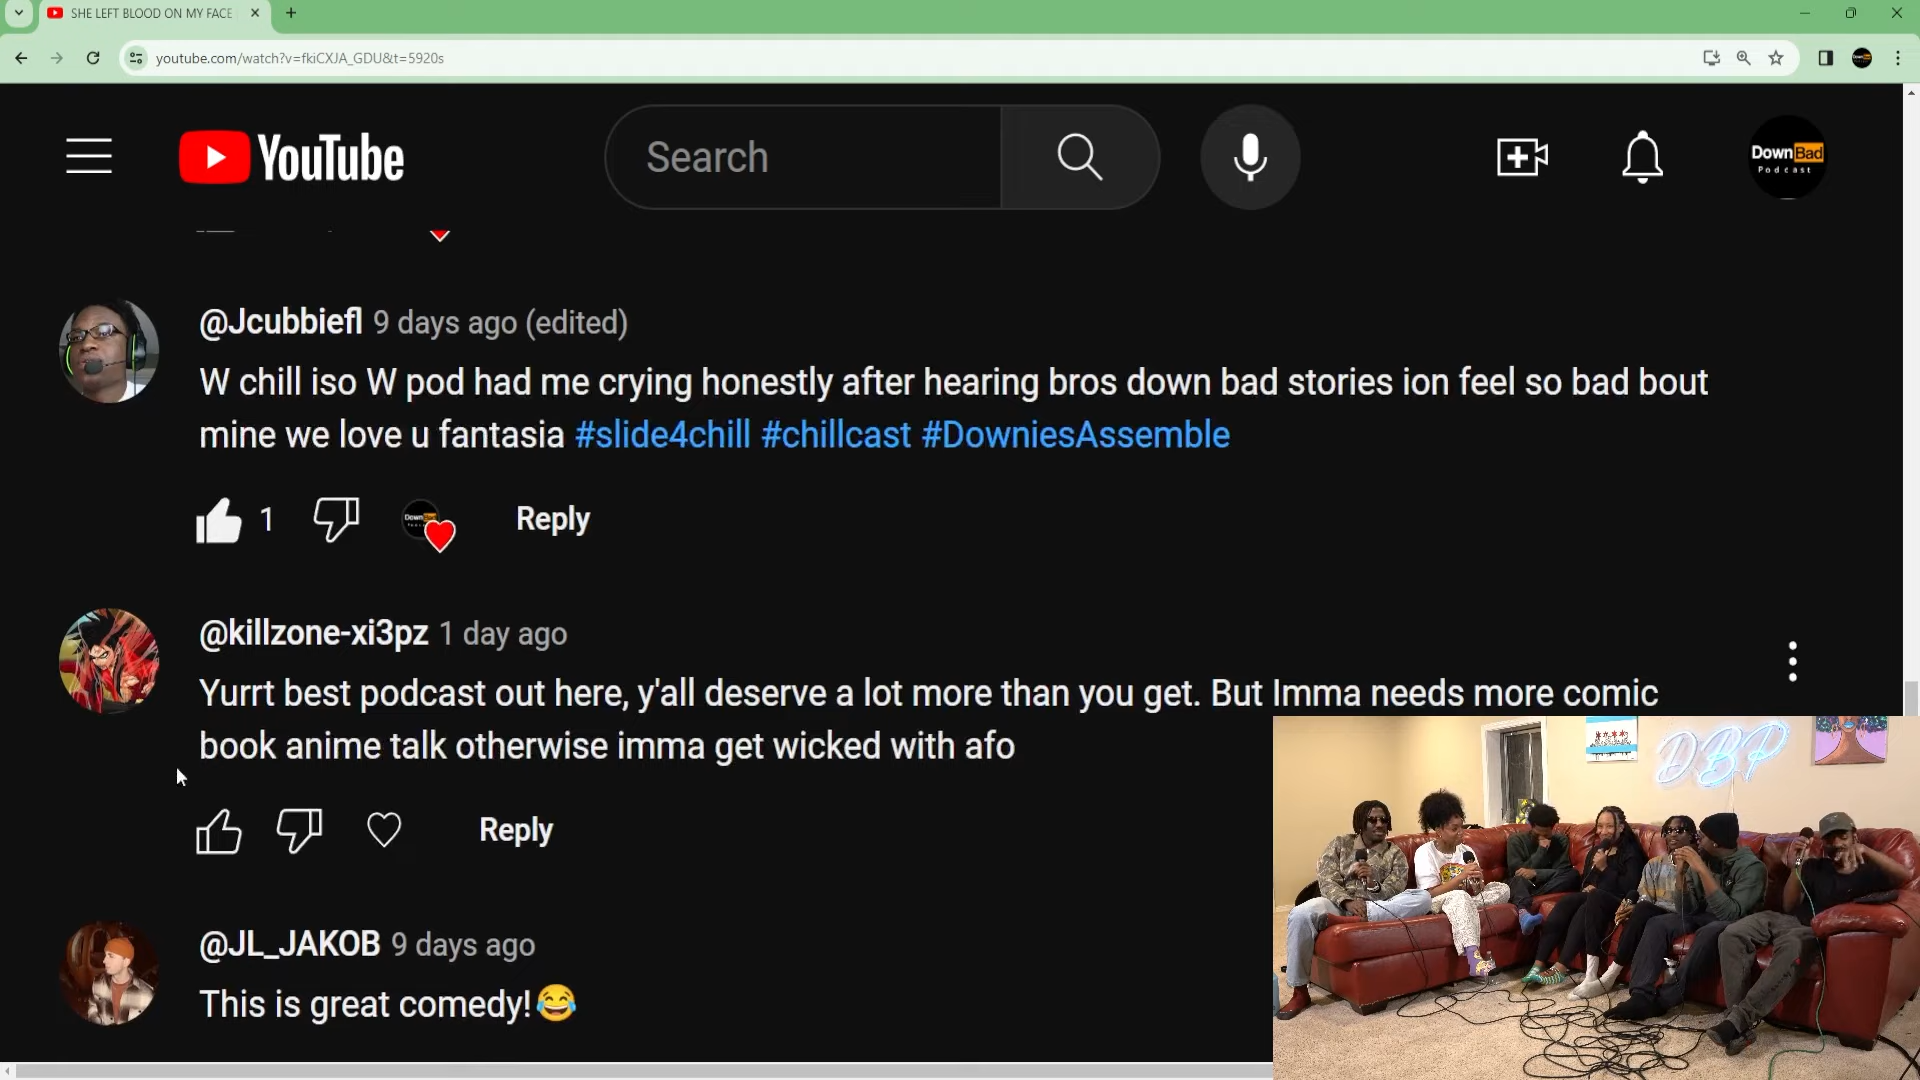 SHE LEFT BLOOD ON MY FACE
youtube.com/watch?v=fkiCXJA_GDU&t=5920s
YouTube
Search
DownBad
Podcast
@Jcubbiefl 9 days ago (edited)
W chill iso W pod had me crying honestly after hearing bros down bad stories ion feel so bad bout
mine we love u fantasia #slide4chill #chillcast #DowniesAssemble
1
Reply
@killzone-xi3pz 1 day ago
Yurrt best podcast out here, y'all deserve a lot more than you get. But Imma needs more comic
book anime talk otherwise imma get wicked with afo
Reply
DBP
@JL_JAKOB 9 days ago
This is great comedy!😂